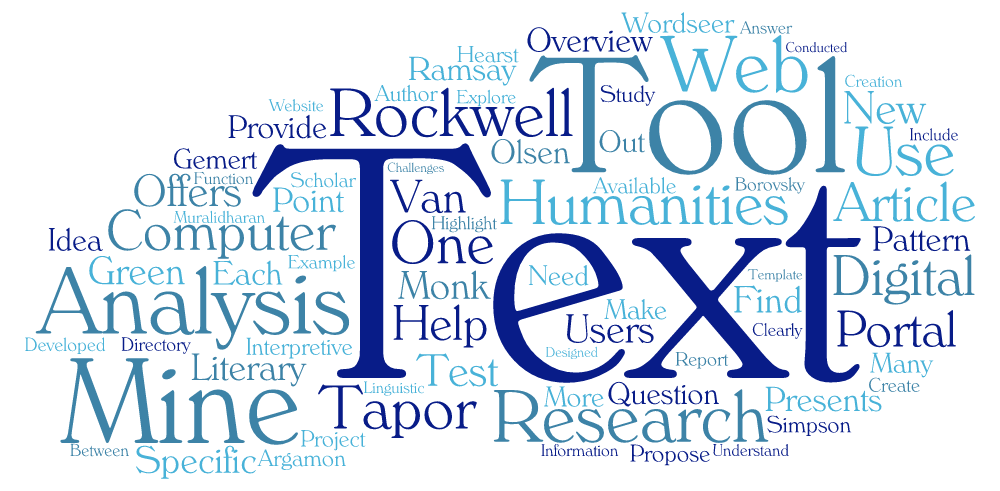 Wordseer
Answer
Overview
Web
Conducted
Hearst
Ramsay
Tool
Creation
Website
Author
Explore
Study
New
Provide
Rockwell
Include
Gemert
Olsen
Out
Use
Function
Challenges
Offers
Scholar
Van
Available
Borovsky
Point
Humanities
Article
Muralidharan
Highlight
Idea
Computer
One
Text
Pattern
Green
Each
Example
Monk
Need
Template
Digital
Analysis
Make
Find
Help
Users
Clearly
Portal
Developed
Directory
Interpretive
Designed
Report
Literary
Test
Many
Mine
Linguistic
Create
Tapor
More
Question
Presents
Research
Simpson
Project
Between
Specific
Argamon
Information
Propose
Understand